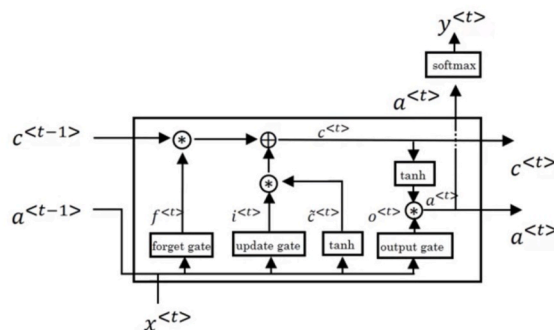 y<t>
softmax
a<t>
c<t-1>
c<t>
c<t>
tanh
a<t-1>
f<t>
i<t>
c̃<t>
o<t>
a<t>
a<t>
forget gate
update gate
tanh
output gate
x<t>